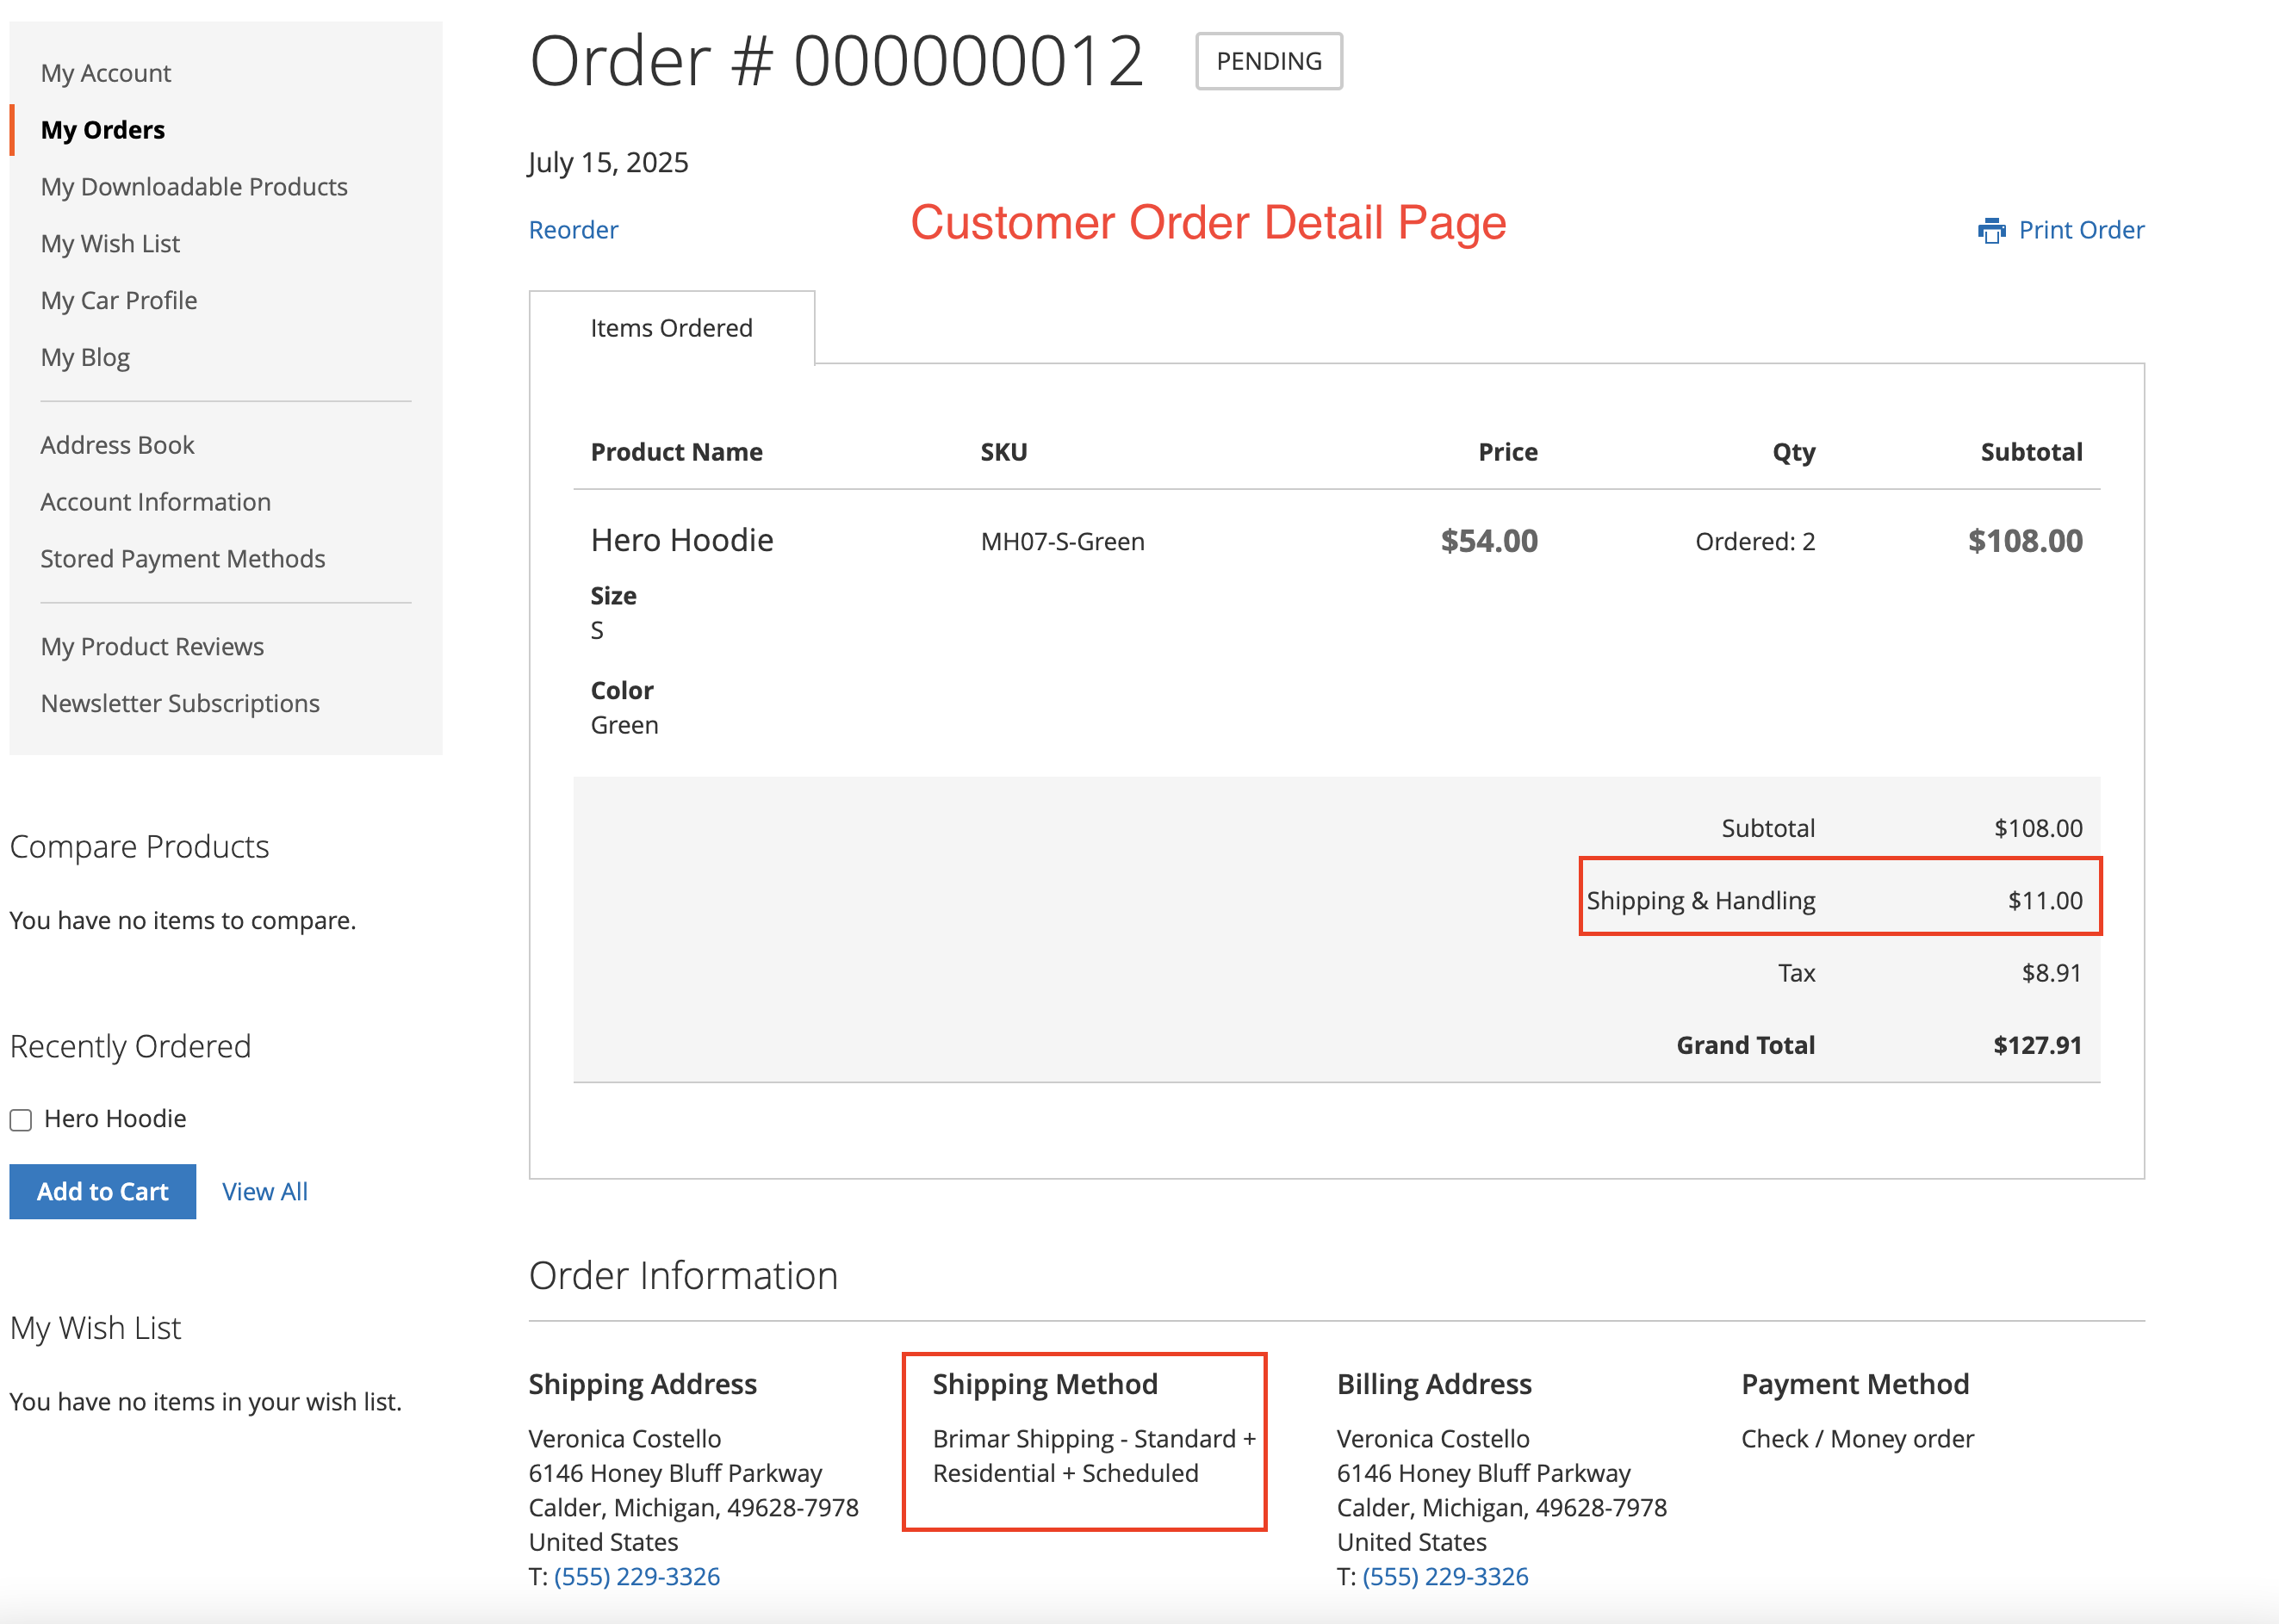 My Account
My Orders
My Downloadable Products
My Wish List
My Car Profile
My Blog
Address Book
Account Information
Stored Payment Methods
My Product Reviews
Newsletter Subscriptions
Compare Products
You have no items to compare.
Recently Ordered
Hero Hoodie
Add to Cart View All
My Wish List
You have no items in your wish list.
Order # 000000012 PENDING
July 15, 2025
Reorder
Customer Order Detail Page
Print Order
Items Ordered
Product Name SKU Price Qty Subtotal
Hero Hoodie MH07-S-Green $54.00 Ordered: 2 $108.00
Size
S
Color
Green
Subtotal $108.00
Shipping & Handling $11.00
Tax $8.91
Grand Total $127.91
Order Information
Shipping Address
Veronica Costello
6146 Honey Bluff Parkway
Calder, Michigan, 49628-7978
United States
T: (555) 229-3326
Shipping Method
Brimar Shipping - Standard +
Residential + Scheduled
Billing Address
Veronica Costello
6146 Honey Bluff Parkway
Calder, Michigan, 49628-7978
United States
T: (555) 229-3326
Payment Method
Check / Money order